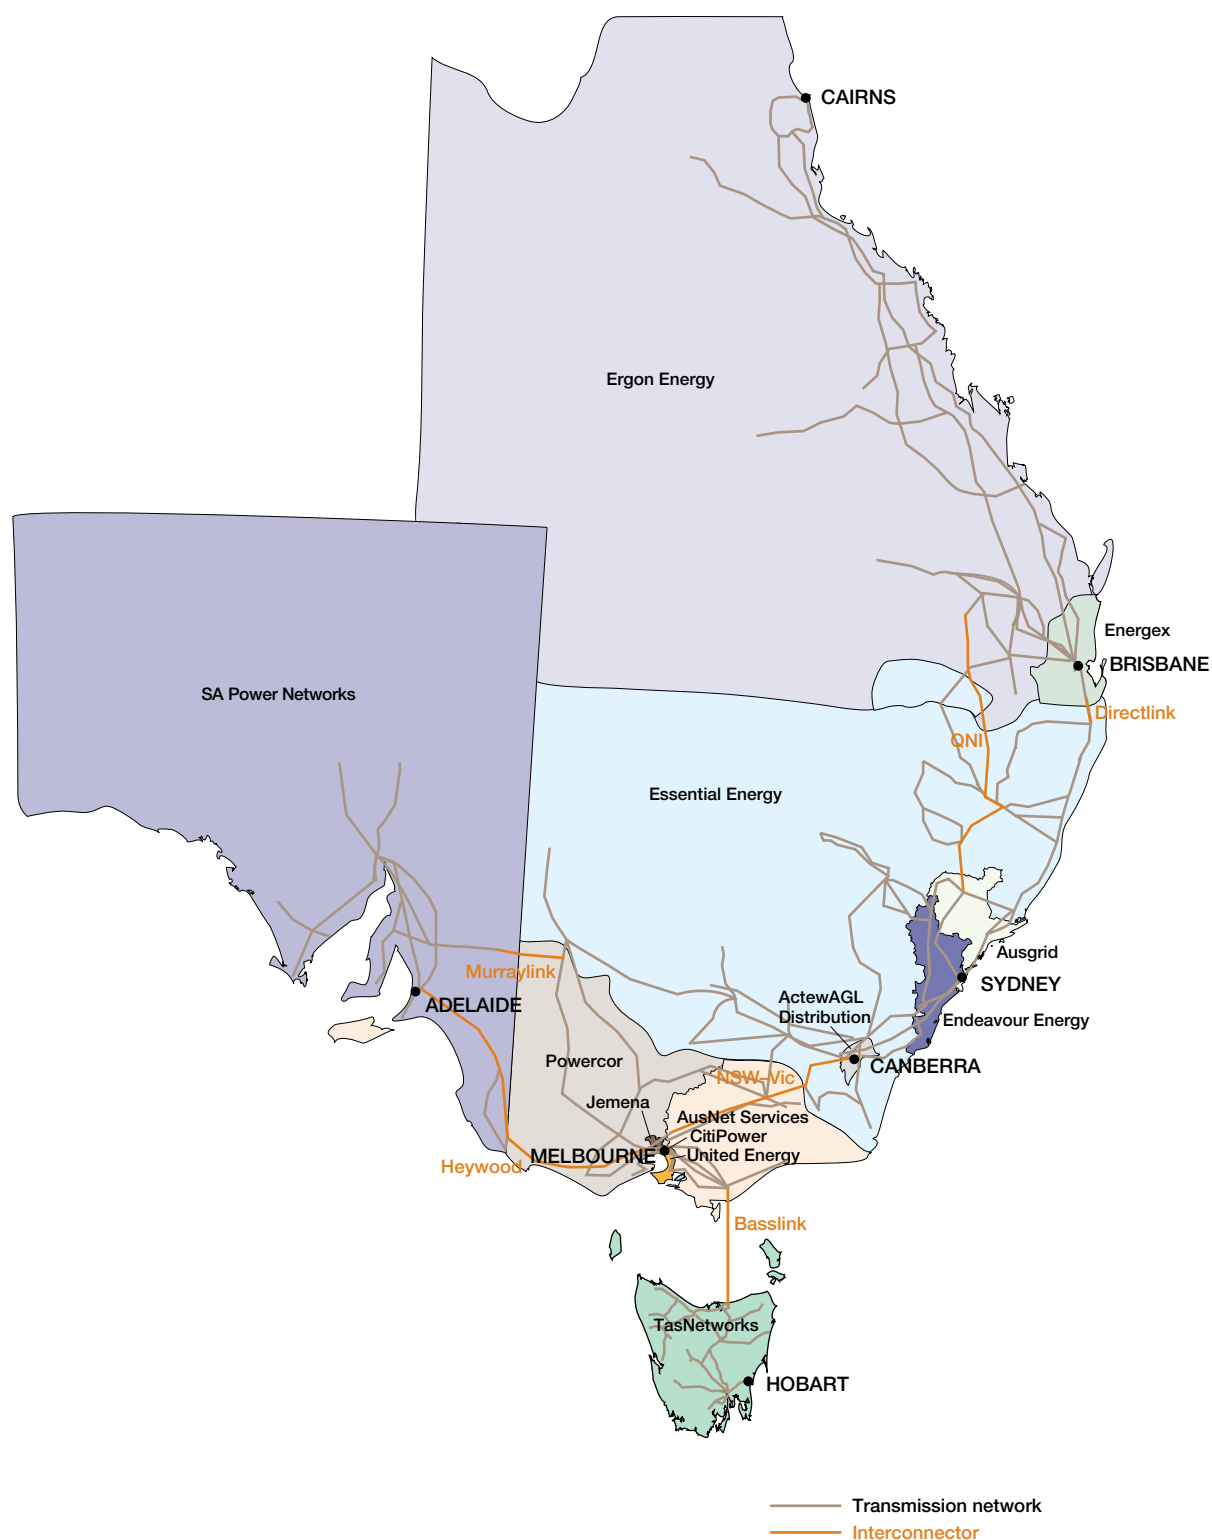 CAIRNS
Ergon Energy
Energex
BRISBANE
SA Power Networks
Directlink
QNI
Essential Energy
Ausgrid
Murraylink
SYDNEY
ActewAGL
Distribution
ADELAIDE
Endeavour Energy
Powercor
CANBERRA
NSW–Vic
Jemena
AusNet Services
CitiPower
MELBOURNE
United Energy
Heywood
Basslink
TasNetworks
HOBART
Transmission network
Interconnector